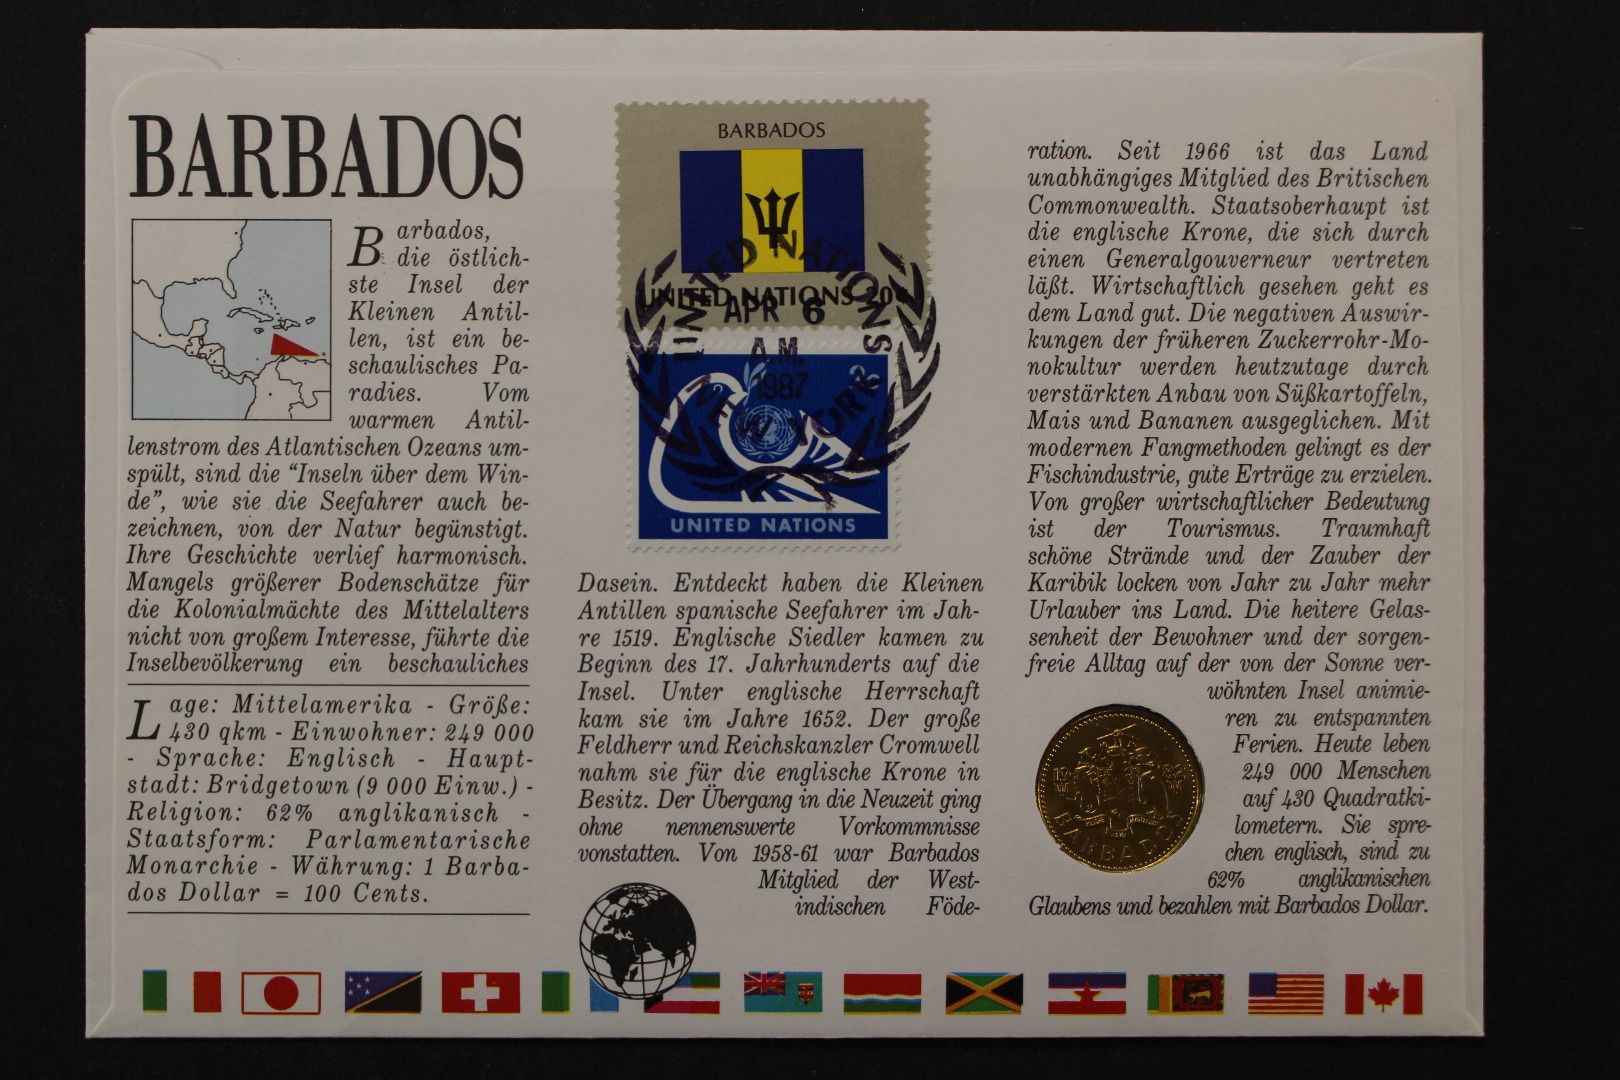 BARBADOS
Barbados,
die östlich-
ste Insel der
Kleinen Antil-
len, ist ein be-
schaulisches Pa-
radies. Vom
warmen Antil-
lenstrom des Atlantischen Ozeans um-
spült, sind die “Inseln über dem Win-
de”, wie sie die Seefahrer auch be-
zeichnen, von der Natur begünstigt.
Ihre Geschichte verlief harmonisch.
Mangels größerer Bodenschätze für
die Kolonialmächte des Mittelalters
nicht von großem Interesse, führte die
Inselbevölkerung ein beschauliches
Lage: Mittelamerika - Größe:
430 qkm - Einwohner: 249 000
- Sprache: Englisch - Haupt-
stadt: Bridgetown (9 000 Einw.) -
Religion: 62% anglikanisch -
Staatsform: Parlamentarische
Monarchie - Währung: 1 Barba-
dos Dollar = 100 Cents.
BARBADOS
UNITED NATIONS 20c
UNITED NATIONS
APR 6
A.M.
1987
NEW YORK
UNITED NATIONS
Dasein. Entdeckt haben die Kleinen
Antillen spanische Seefahrer im Jah-
re 1519. Englische Siedler kamen zu
Beginn des 17. Jahrhunderts auf die
Insel. Unter englische Herrschaft
kam sie im Jahre 1652. Der große
Feldherr und Reichskanzler Cromwell
nahm sie für die englische Krone in
Besitz. Der Übergang in die Neuzeit ging
ohne nennenswerte Vorkommnisse
vonstatten. Von 1958-61 war Barbados
Mitglied der West-
indischen Föde-
ration. Seit 1966 ist das Land
unabhängiges Mitglied des Britischen
Commonwealth. Staatsoberhaupt ist
die englische Krone, die sich durch
einen Generalgouverneur vertreten
läßt. Wirtschaftlich gesehen geht es
dem Land gut. Die negativen Auswir-
kungen der früheren Zuckerrohr-Mo-
nokultur werden heutzutage durch
verstärkten Anbau von Süßkartoffeln,
Mais und Bananen ausgeglichen. Mit
modernen Fangmethoden gelingt es der
Fischindustrie, gute Erträge zu erzielen.
Von großer wirtschaftlicher Bedeutung
ist der Tourismus. Traumhaft
schöne Strände und der Zauber der
Karibik locken von Jahr zu Jahr mehr
Urlauber ins Land. Die heitere Gelas-
senheit der Bewohner und der sorgen-
freie Alltag auf der von der Sonne ver-
wöhnten Insel animie-
ren zu entspannten
Ferien. Heute leben
249 000 Menschen
auf 430 Quadratki-
lometern. Sie spre-
chen englisch, sind zu
62% anglikanischen
Glaubens und bezahlen mit Barbados Dollar.
BARBADOS